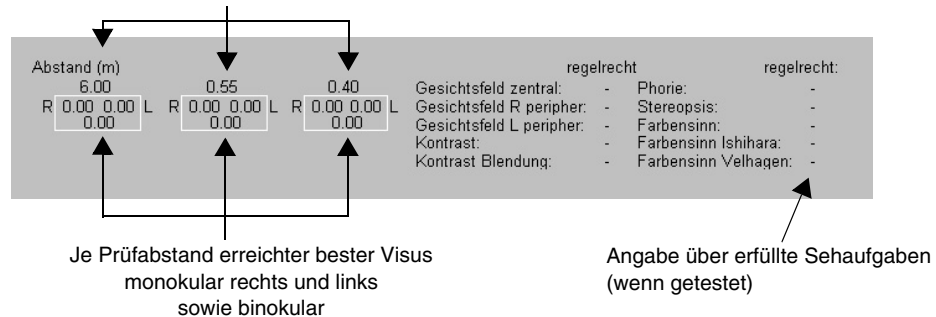 Abstand (m)
6.00 0.55 0.40
R 0.00 0.00 L R 0.00 0.00 L R 0.00 0.00 L
0.00 0.00 0.00
regelrecht regelrecht:
Gesichtsfeld zentral: - Phorie: -
Gesichtsfeld R peripher: - Stereopsis: -
Gesichtsfeld L peripher: - Farbensinn: -
Kontrast: - Farbensinn Ishihara: -
Kontrast Blendung: - Farbensinn Velhagen: -
Je Prüfabstand erreichter bester Visus
monokular rechts und links
sowie binokular
Angabe über erfüllte Sehaufgaben
(wenn getestet)